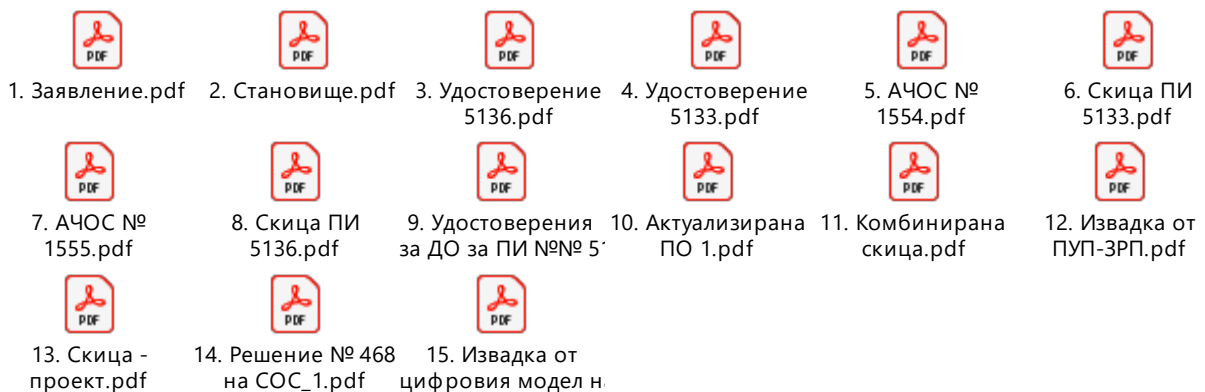 PDF PDF PDF PDF PDF PDF
1. Заявление.pdf 2. Становище.pdf 3. Удостоверение 4. Удостоверение 5. АЧОС № 6. Скица ПИ
5136.pdf 5133.pdf 1554.pdf 5133.pdf
PDF PDF PDF PDF PDF PDF
7. АЧОС № 8. Скица ПИ 9. Удостоверения 10. Актуализирана 11. Комбинирана 12. Извадка от
1555.pdf 5136.pdf за ДО за ПИ №№ ПО 1.pdf скица.pdf ПУП-ЗРП.pdf
PDF PDF PDF
13. Скица - 14. Решение № 468 15. Извадка от
проект.pdf на СОС_1.pdf цифровия модел